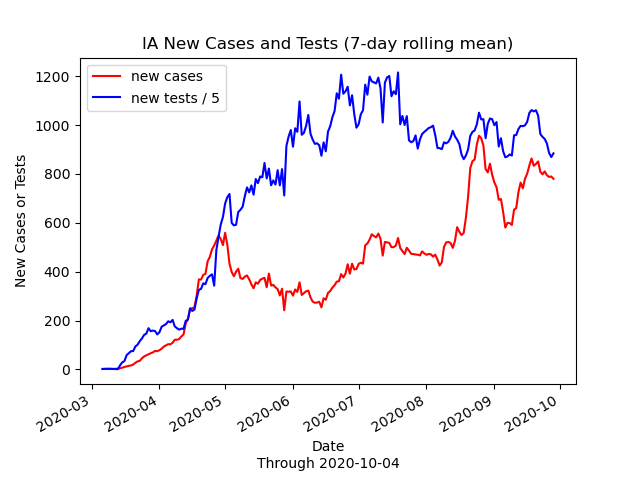 IA New Cases and Tests (7-day rolling mean)
new cases
new tests / 5
New Cases or Tests
1200
1000
800
600
400
200
0
2020-03
2020-04
2020-05
2020-06
2020-07
2020-08
2020-09
2020-10
Date
Through 2020-10-04